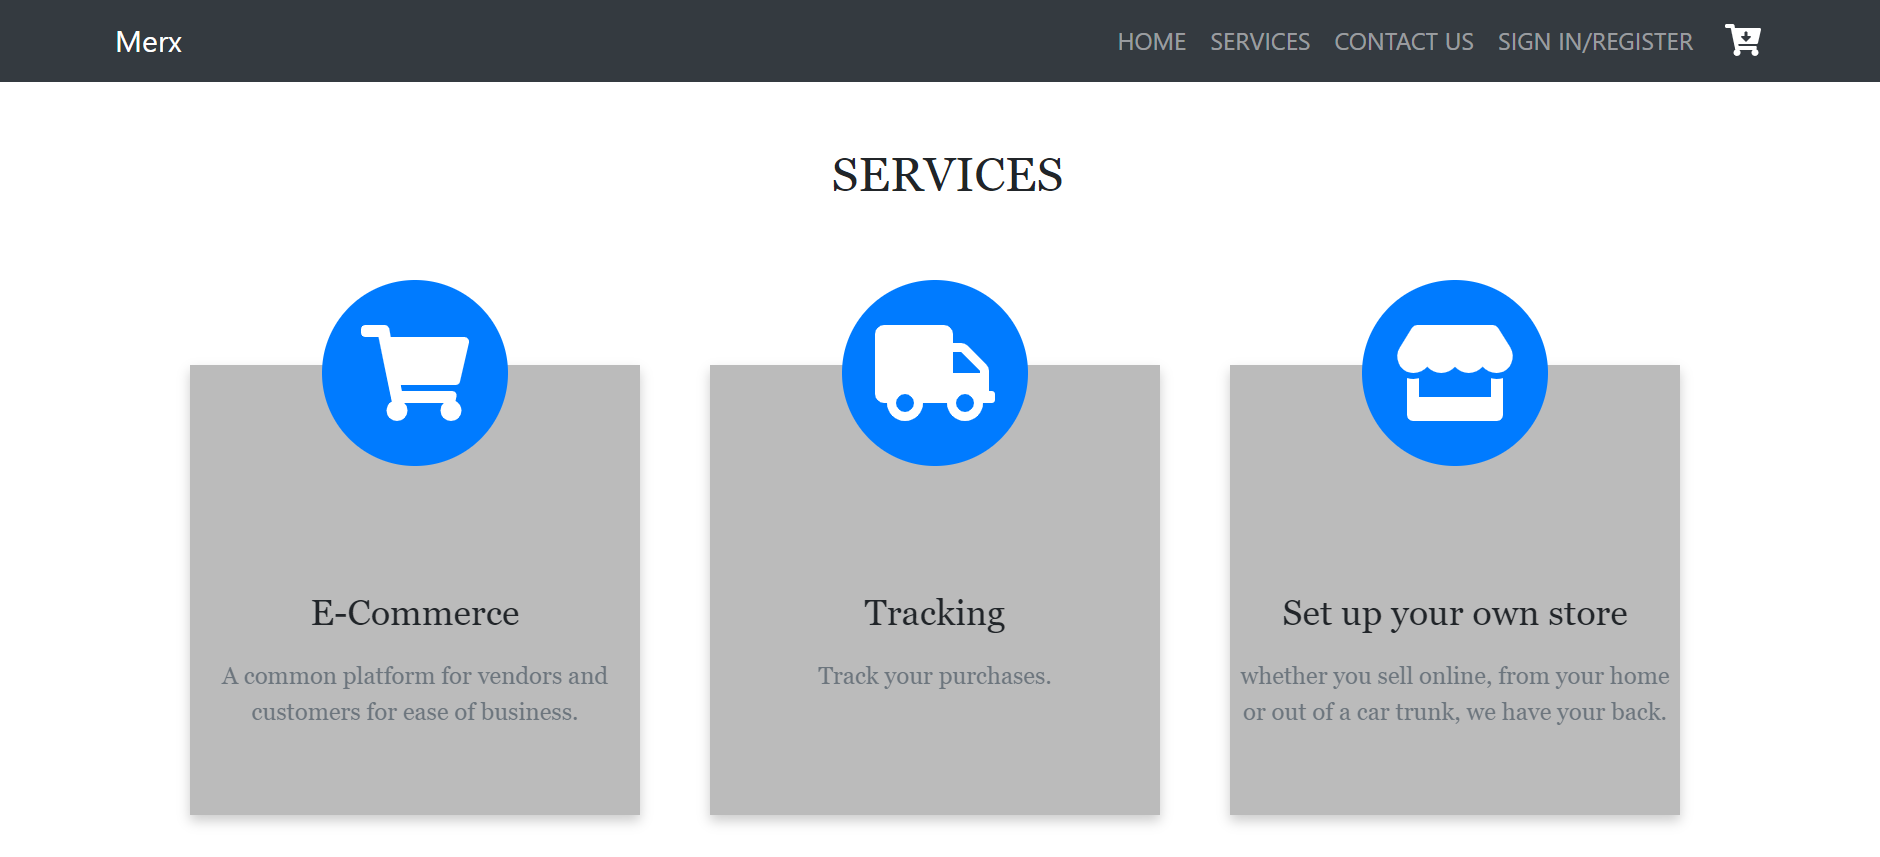 Merx
HOME SERVICES CONTACT US SIGN IN/REGISTER
SERVICES
E-Commerce
A common platform for vendors and
customers for ease of business.
Tracking
Track your purchases.
Set up your own store
whether you sell online, from your home
or out of a car trunk, we have your back.